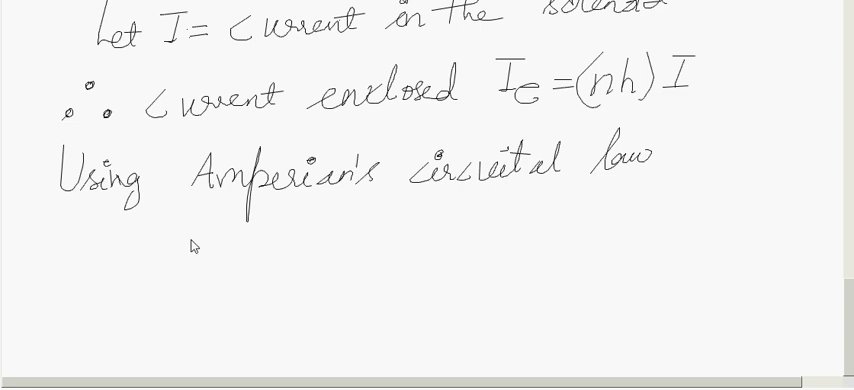 Let I = Current in the
∴ Current enclosed Ie = (nh) I
Using Amperian's circuital law